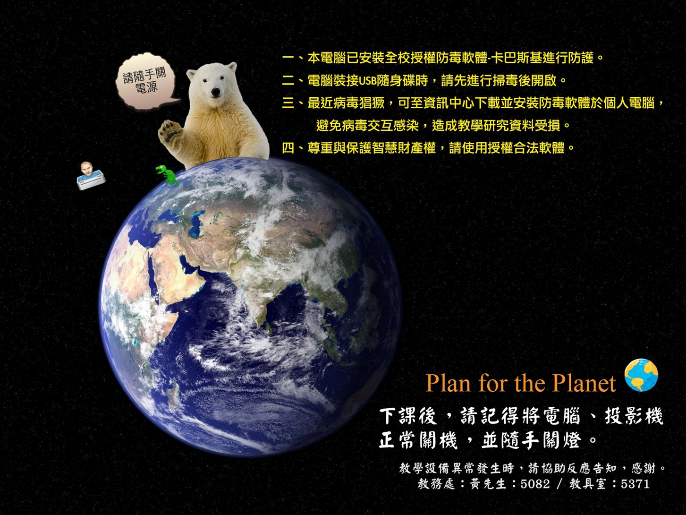 請隨手關
電源
一、本電腦已安裝全校授權防毒軟體-卡巴斯基進行防護。
二、電腦裝接USB隨身碟時，請先進行掃毒後開啟。
三、最近病毒猖獗，可至資訊中心下載並安裝防毒軟體於個人電腦，
避免病毒交互感染，造成教學研究資料受損。
四、尊重與保護智慧財產權，請使用授權合法軟體。
Plan for the Planet
下課後，請記得將電腦、投影機
正常關機，並隨手關燈。
教學設備異常發生時，請協助反應告知，感謝。
教務處：黃先生：5082 / 教具室：5371